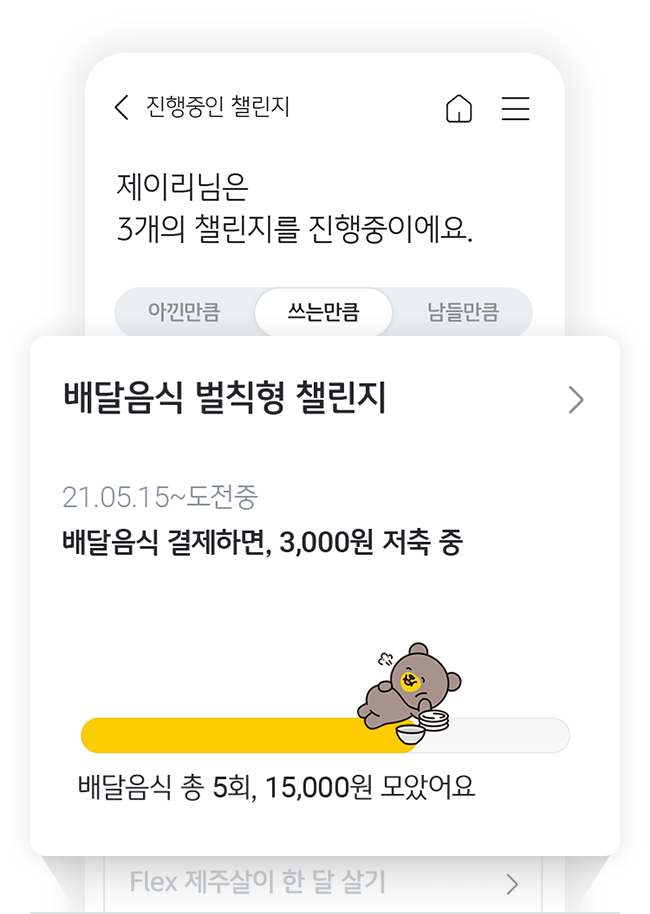 진행중인 챌린지
제이리님은
3개의 챌린지를 진행중이에요.
아낀만큼 쓰는만큼 남들만큼
배달음식 벌칙형 챌린지
21.05.15~도전중
배달음식 결제하면, 3,000원 저축 중
배달음식 총 5회, 15,000원 모았어요
Flex 제주살이 한 달 살기